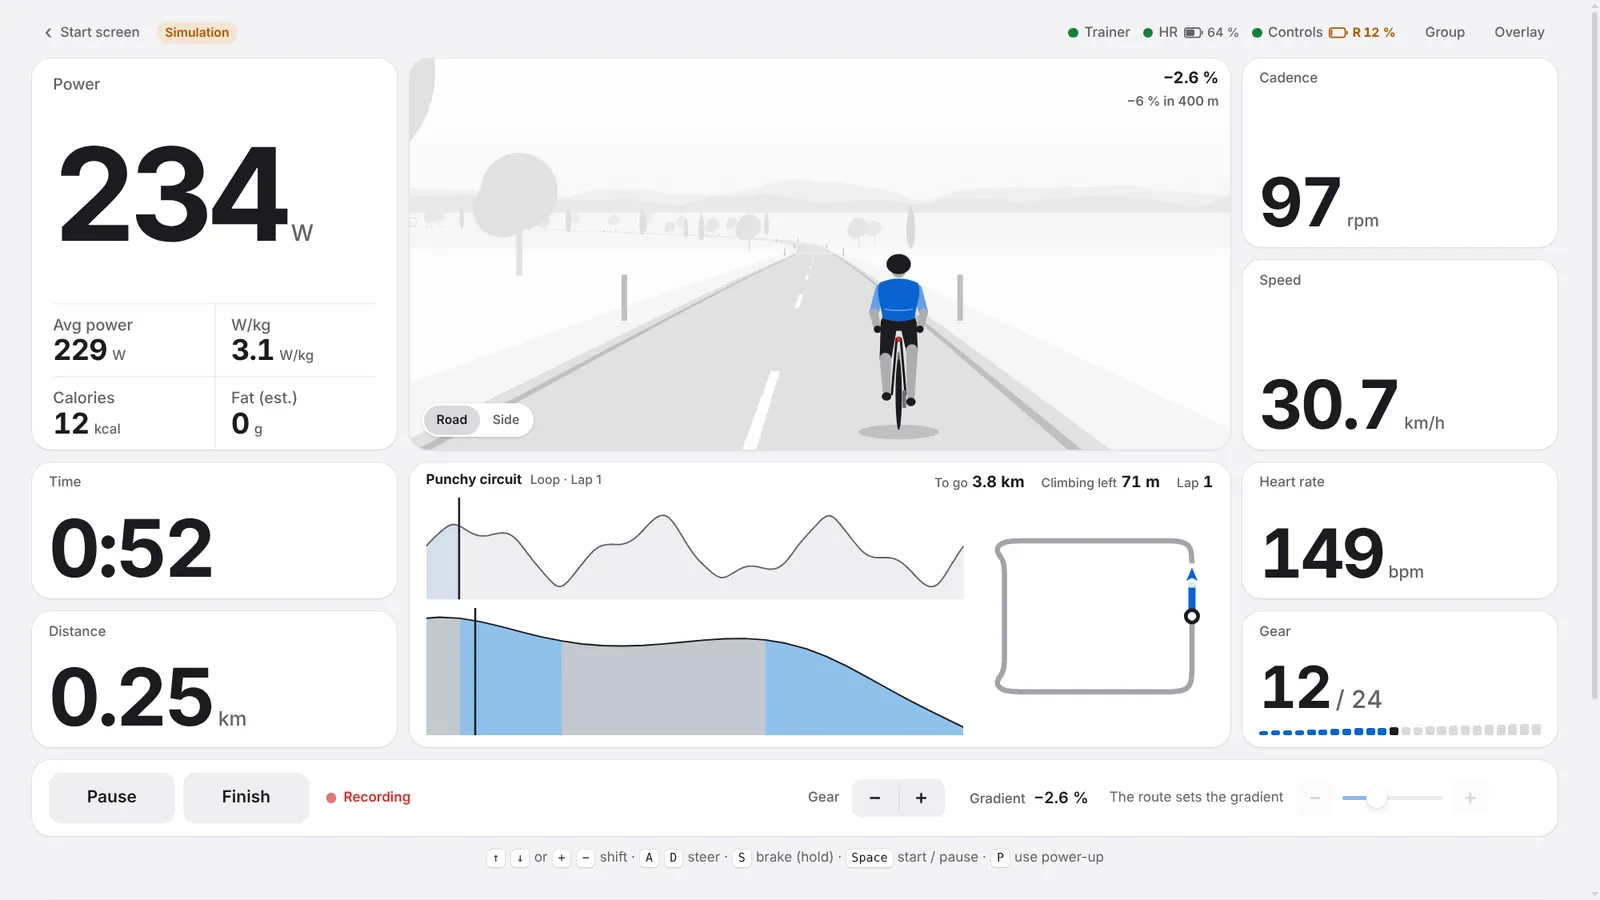 Start screen
Simulation
Trainer
HR 64 %
Controls R 12 %
Group
Overlay
Power
234 W
Avg power
229 W
W/kg
3.1 W/kg
Calories
12 kcal
Fat (est.)
0 g
−2.6 %
−6 % in 400 m
Road
Side
Cadence
97 rpm
Speed
30.7 km/h
Time
0:52
Distance
0.25 km
Punchy circuit Loop · Lap 1
To go 3.8 km Climbing left 71 m Lap 1
Heart rate
149 bpm
Gear
12 / 24
Pause
Finish
Recording
Gear − +
Gradient −2.6 %
The route sets the gradient − +
↑ ↓ or + − shift · A D steer · S brake (hold) · Space start / pause · P use power-up